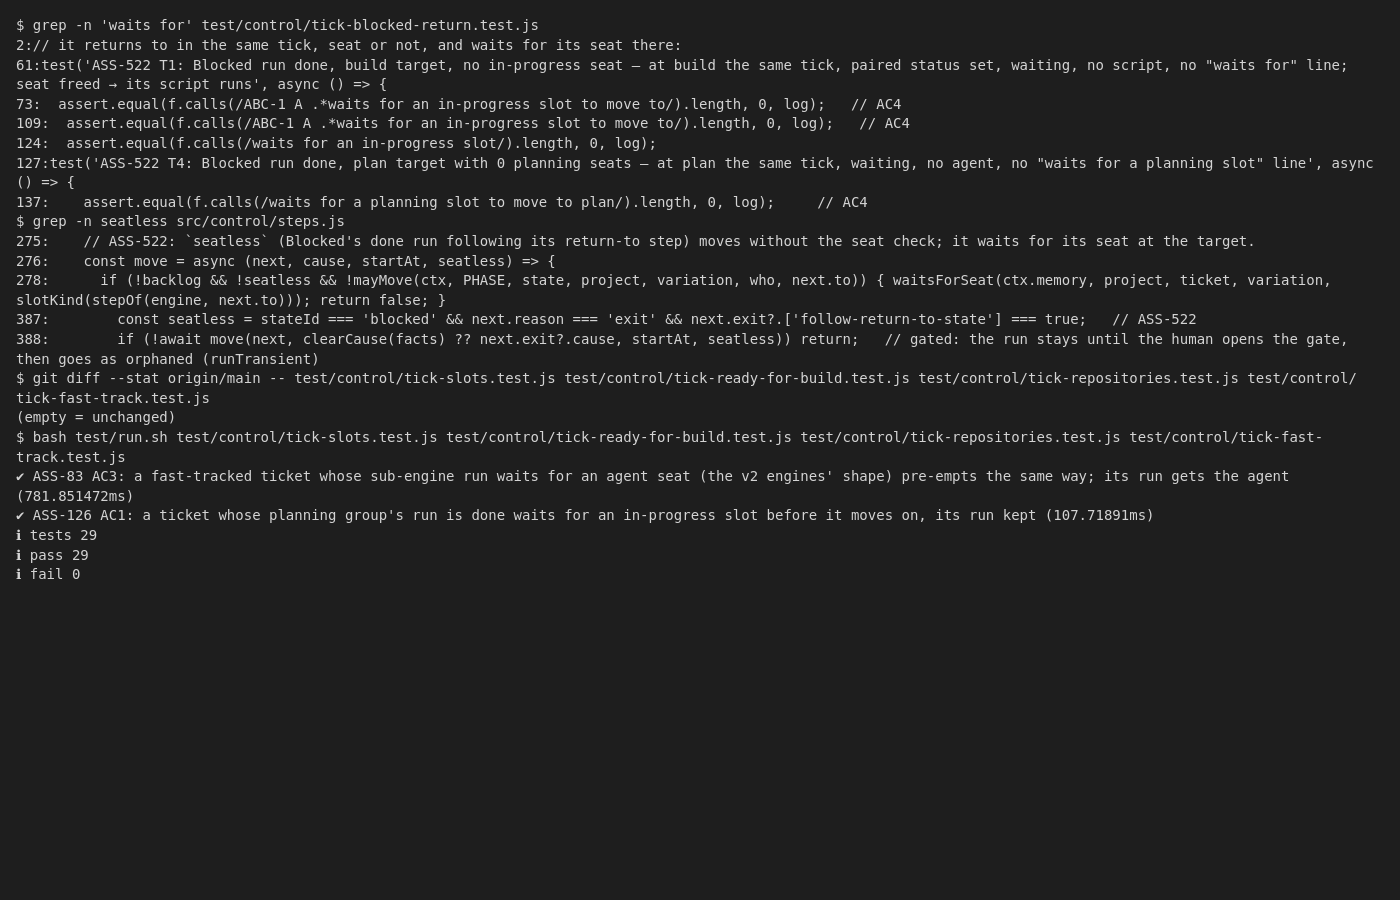 $ grep -n 'waits for' test/control/tick-blocked-return.test.js
2:// it returns to in the same tick, seat or not, and waits for its seat there:
61:test('ASS-522 T1: Blocked run done, build target, no in-progress seat — at build the same tick, paired status set, waiting, no script, no "waits for" line;
seat freed → its script runs', async () => {
73:  assert.equal(f.calls(/ABC-1 A .*waits for an in-progress slot to move to/).length, 0, log);   // AC4
109:  assert.equal(f.calls(/ABC-1 A .*waits for an in-progress slot to move to/).length, 0, log);   // AC4
124:  assert.equal(f.calls(/waits for an in-progress slot/).length, 0, log);
127:test('ASS-522 T4: Blocked run done, plan target with 0 planning seats — at plan the same tick, waiting, no agent, no "waits for a planning slot" line', async
() => {
137:    assert.equal(f.calls(/waits for a planning slot to move to plan/).length, 0, log);     // AC4
$ grep -n seatless src/control/steps.js
275:    // ASS-522: `seatless` (Blocked's done run following its return-to step) moves without the seat check; it waits for its seat at the target.
276:    const move = async (next, cause, startAt, seatless) => {
278:      if (!backlog && !seatless && !mayMove(ctx, PHASE, state, project, variation, who, next.to)) { waitsForSeat(ctx.memory, project, ticket, variation,
slotKind(stepOf(engine, next.to))); return false; }
387:        const seatless = stateId === 'blocked' && next.reason === 'exit' && next.exit?.['follow-return-to-state'] === true;   // ASS-522
388:        if (!await move(next, clearCause(facts) ?? next.exit?.cause, startAt, seatless)) return;   // gated: the run stays until the human opens the gate,
then goes as orphaned (runTransient)
$ git diff --stat origin/main -- test/control/tick-slots.test.js test/control/tick-ready-for-build.test.js test/control/tick-repositories.test.js test/control/
tick-fast-track.test.js
(empty = unchanged)
$ bash test/run.sh test/control/tick-slots.test.js test/control/tick-ready-for-build.test.js test/control/tick-repositories.test.js test/control/tick-fast-
track.test.js
✔ ASS-83 AC3: a fast-tracked ticket whose sub-engine run waits for an agent seat (the v2 engines' shape) pre-empts the same way; its run gets the agent
(781.851472ms)
✔ ASS-126 AC1: a ticket whose planning group's run is done waits for an in-progress slot before it moves on, its run kept (107.71891ms)
ℹ tests 29
ℹ pass 29
ℹ fail 0